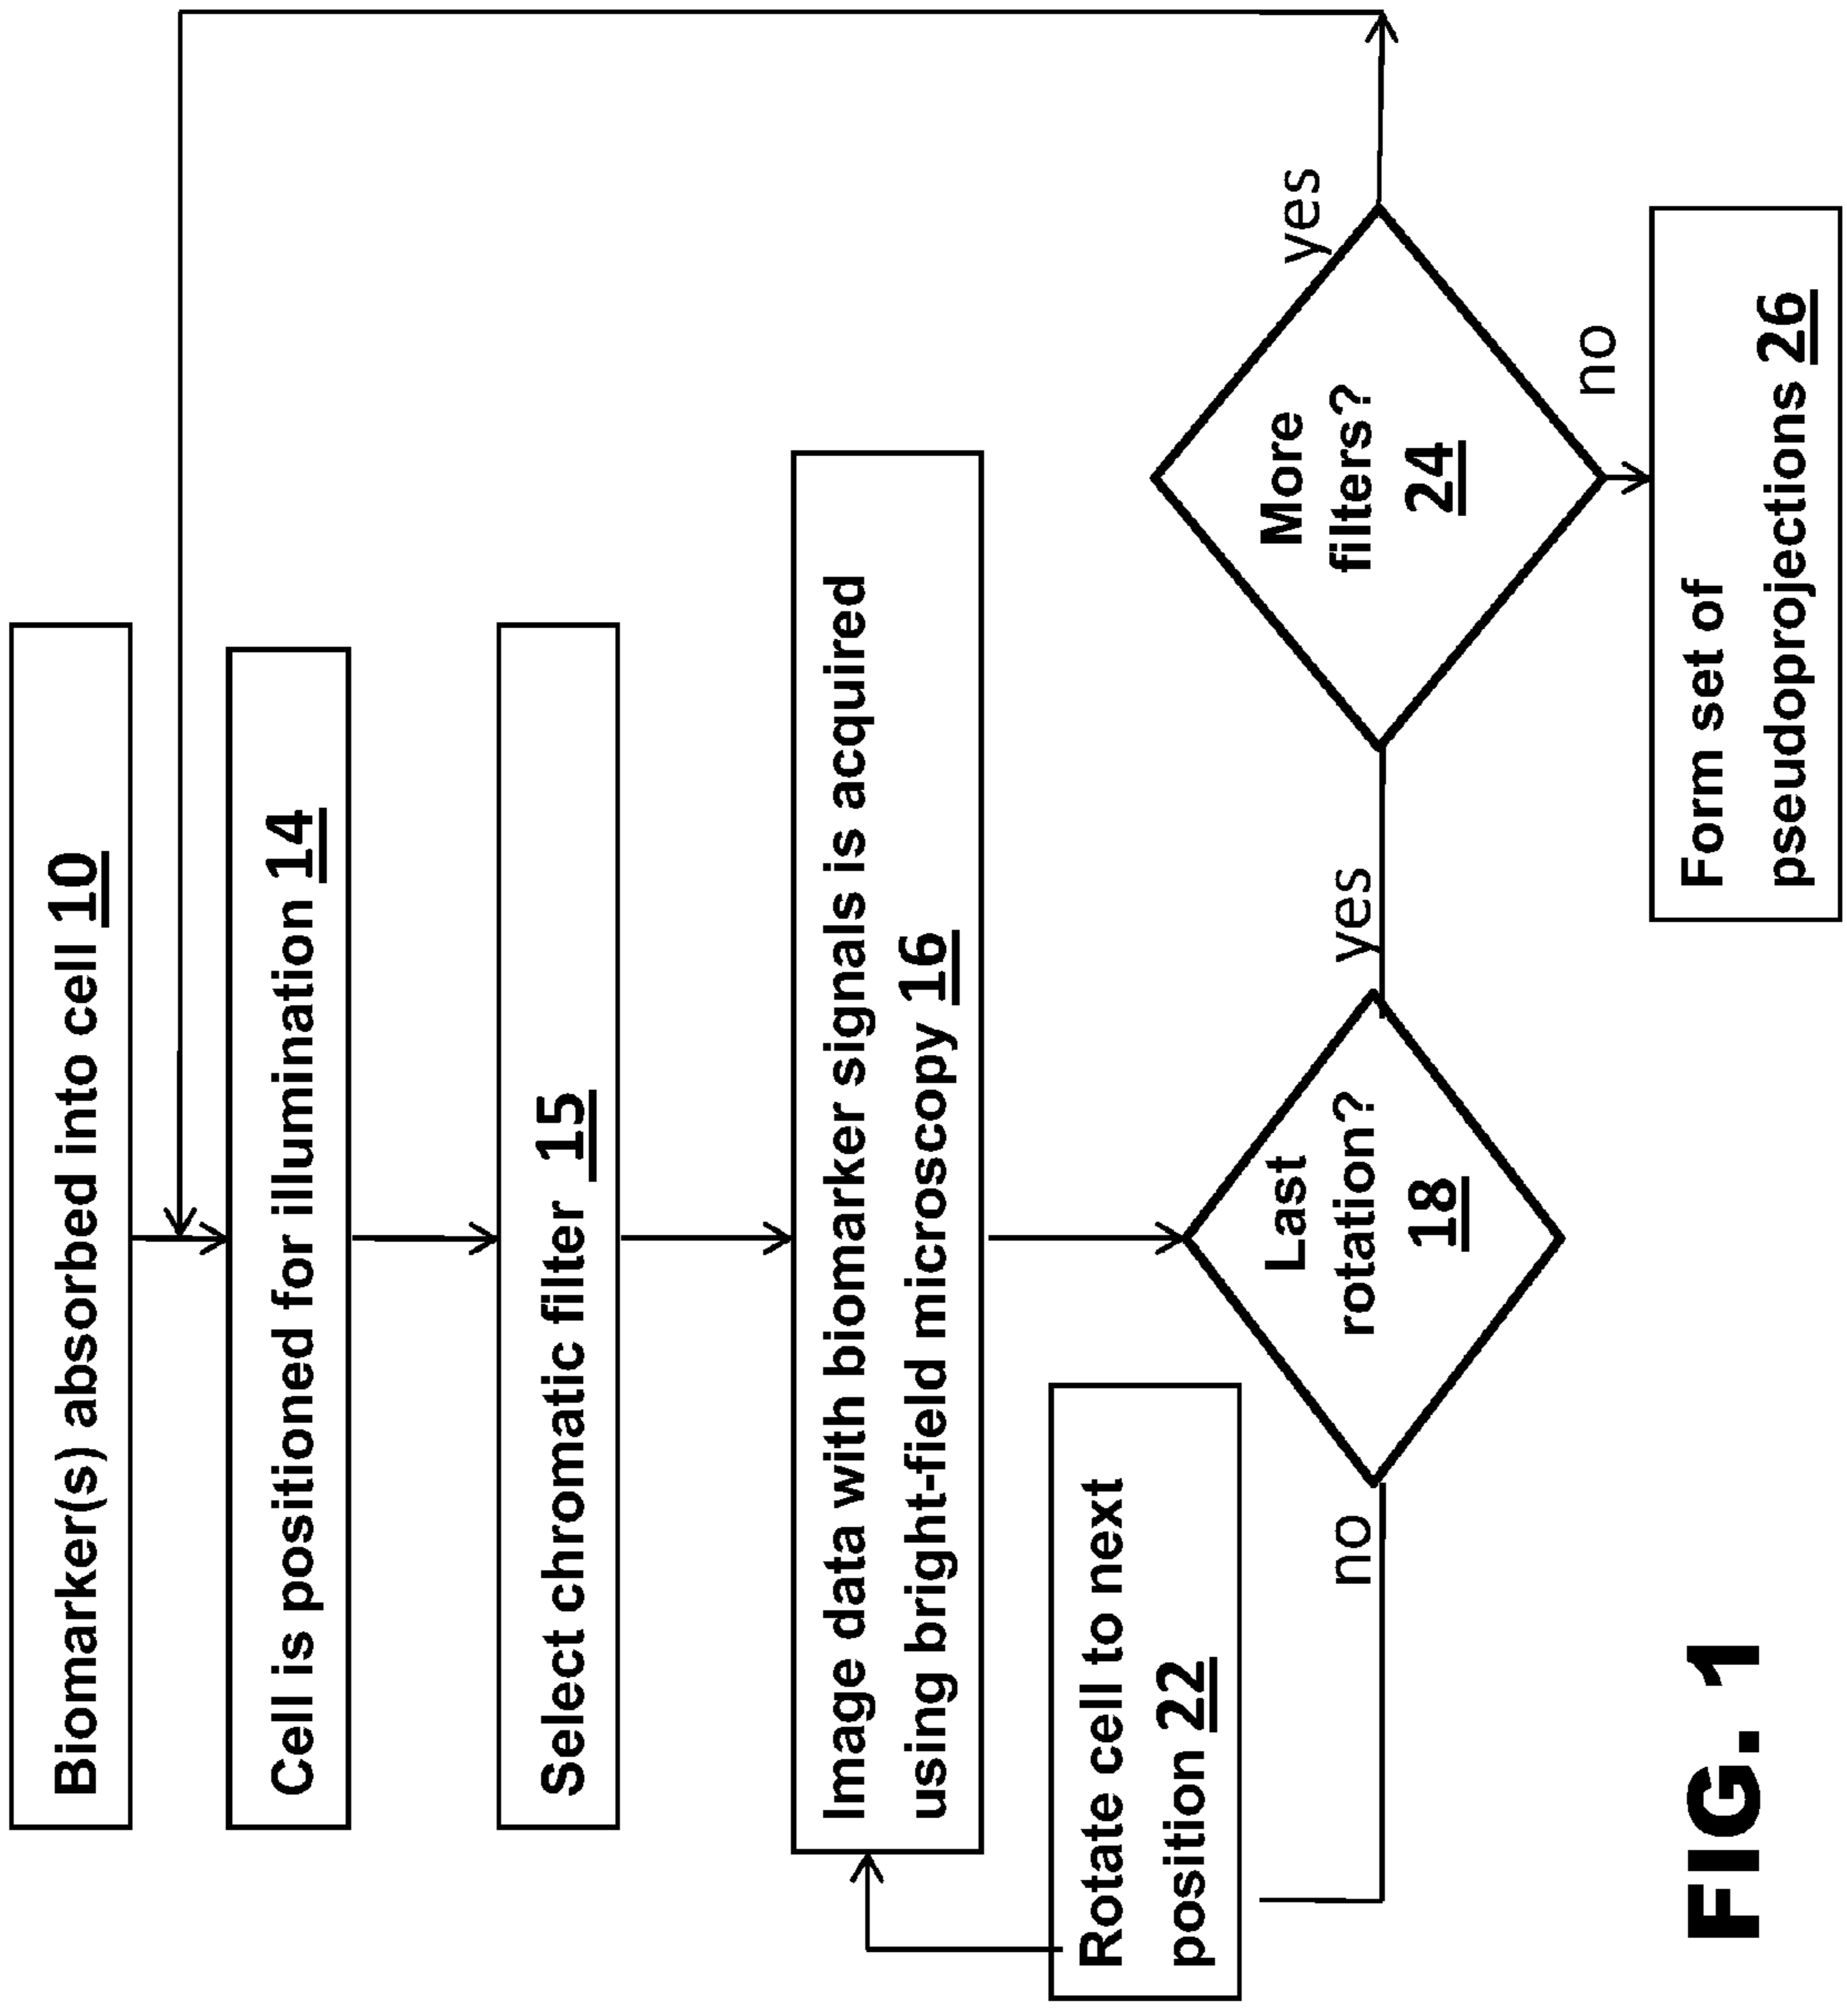 Biomarker(s) absorbed into cell 10
Cell is positioned for illumination 14
Select chromatic filter 15
Image data with biomarker signals is acquired
using bright-field microscopy 16
Rotate cell to next
position 22
no
Last
rotation?
18
yes
More
filters?
24
yes
no
Form set of
pseudoprojections 26
FIG. 1